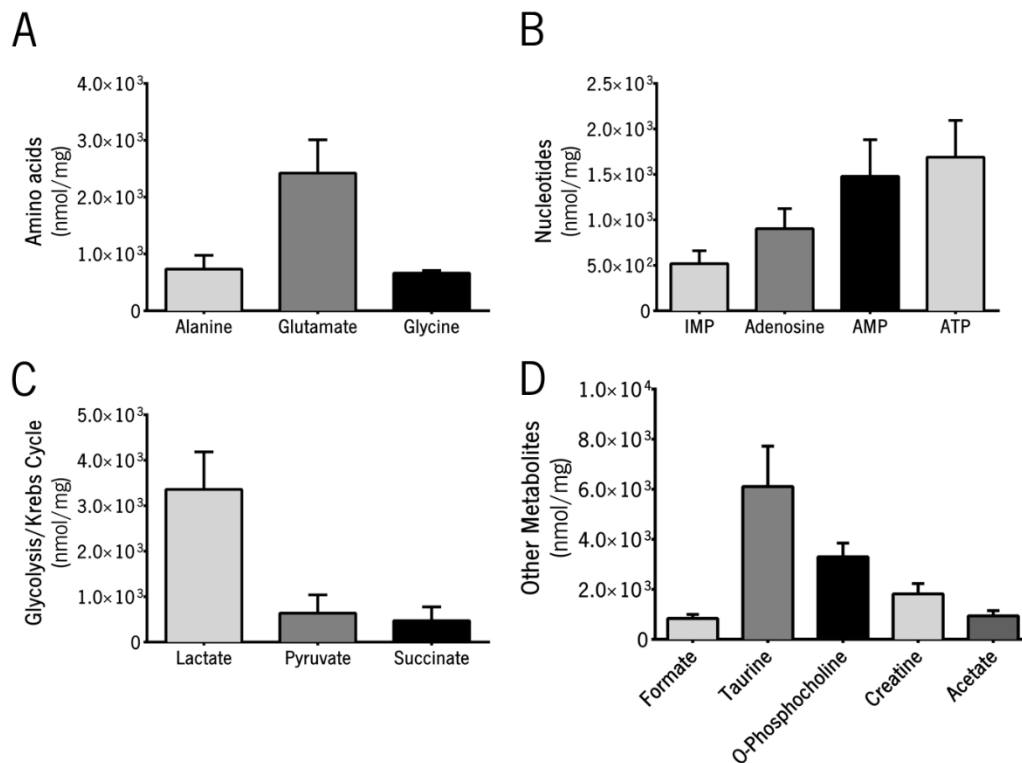 A
Amino acids
(nmol/mg)
4.0×10³
3.0×10³
2.0×10³
1.0×10³
0
Alanine Glutamate Glycine
B
Nucleotides
(nmol/mg)
2.5×10³
2.0×10³
1.5×10³
1.0×10³
5.0×10²
0
IMP Adenosine AMP ATP
C
Glycolysis/Krebs Cycle
(nmol/mg)
5.0×10³
4.0×10³
3.0×10³
2.0×10³
1.0×10³
0
Lactate Pyruvate Succinate
D
Other Metabolites
(nmol/mg)
1.0×10⁴
8.0×10³
6.0×10³
4.0×10³
2.0×10³
0
Formate
Taurine
O-Phosphocholine
Creatine
Acetate